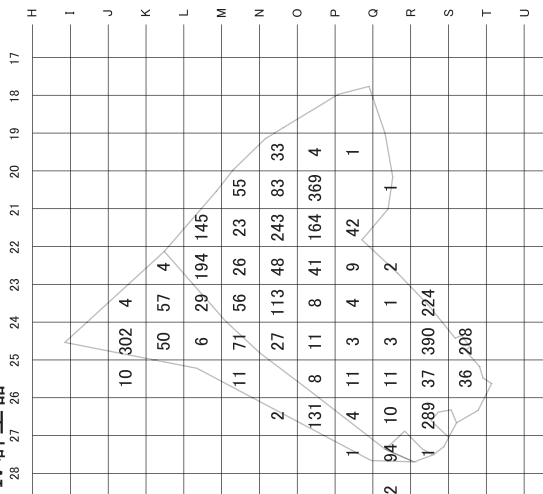 28 27 26 25 24 23 22 21 20 19 18 17
H
I
J
10 302 4
K
50 57 4
L
6 29 194 145
M
11 71 56 26 23 55
N
2 27 113 48 243 83 33
O
131 8 11 8 41 164 369 4
P
1 4 11 3 4 9 42 1
Q
2 94 10 11 3 1 2 1
R
1 289 37 390 224
S
36 208
T
U